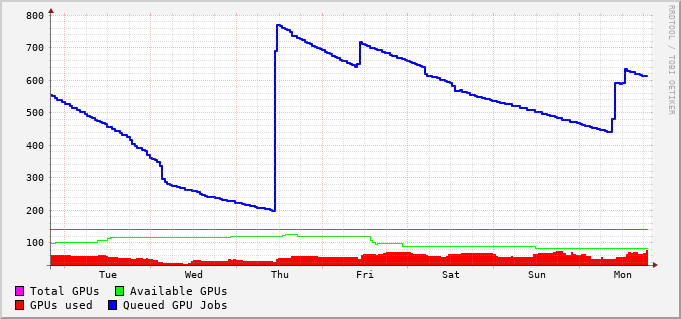 800
700
600
500
400
300
200
100
Tue Wed Thu Fri Sat Sun Mon
Total GPUs Available GPUs
GPUs used Queued GPU Jobs
RRDTOOL / TOBI OETIKER